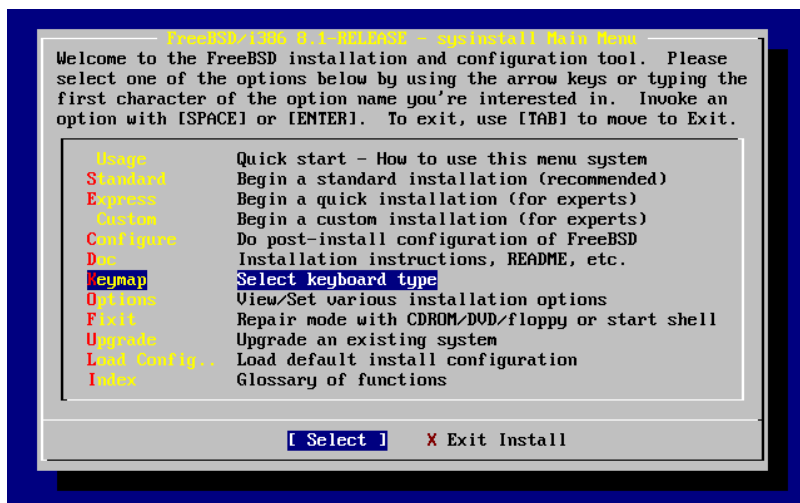 FreeBSD/i386 8.1-RELEASE - sysinstall Main Menu
Welcome to the FreeBSD installation and configuration tool.  Please
select one of the options below by using the arrow keys or typing the
first character of the option name you're interested in.  Invoke an
option with [SPACE] or [ENTER].  To exit, use [TAB] to move to Exit.
Usage Quick start - How to use this menu system
Standard Begin a standard installation (recommended)
Express Begin a quick installation (for experts)
Custom Begin a custom installation (for experts)
Configure Do post-install configuration of FreeBSD
Doc Installation instructions, README, etc.
Keymap Select keyboard type
Options View/Set various installation options
Fixit Repair mode with CDROM/DVD/floppy or start shell
Upgrade Upgrade an existing system
Load Config.. Load default install configuration
Index Glossary of functions
[ Select ] X Exit Install